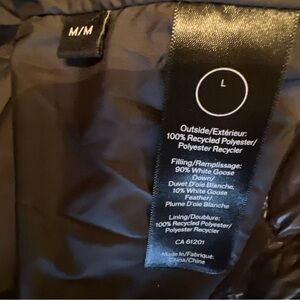 M/M
L
Outside/Extérieur:
100% Recycled Polyester/
Polyester Recycler
Filling/Remplissage:
90% White Goose
Down/
Duvet D'oie Blanche,
10% White Goose
Feather/
Plume D'oie Blanche
Lining/Doublure:
100% Recycled Polyester/
Polyester Recycler
CA 61201
Made In/Fabriqué:
China/Chine